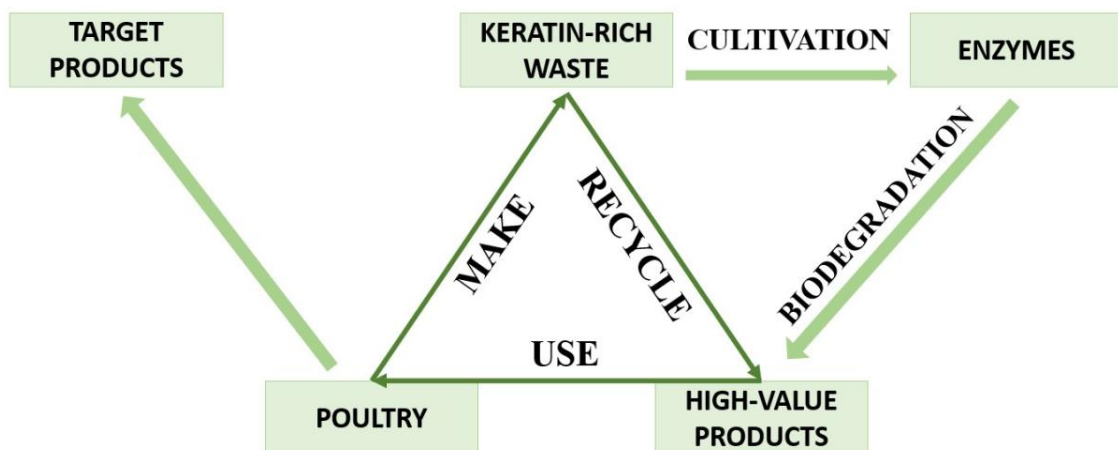 TARGET
PRODUCTS
KERATIN-RICH
WASTE
CULTIVATION
ENZYMES
MAKE
RECYCLE
BIODEGRADATION
USE
POULTRY
HIGH-VALUE
PRODUCTS